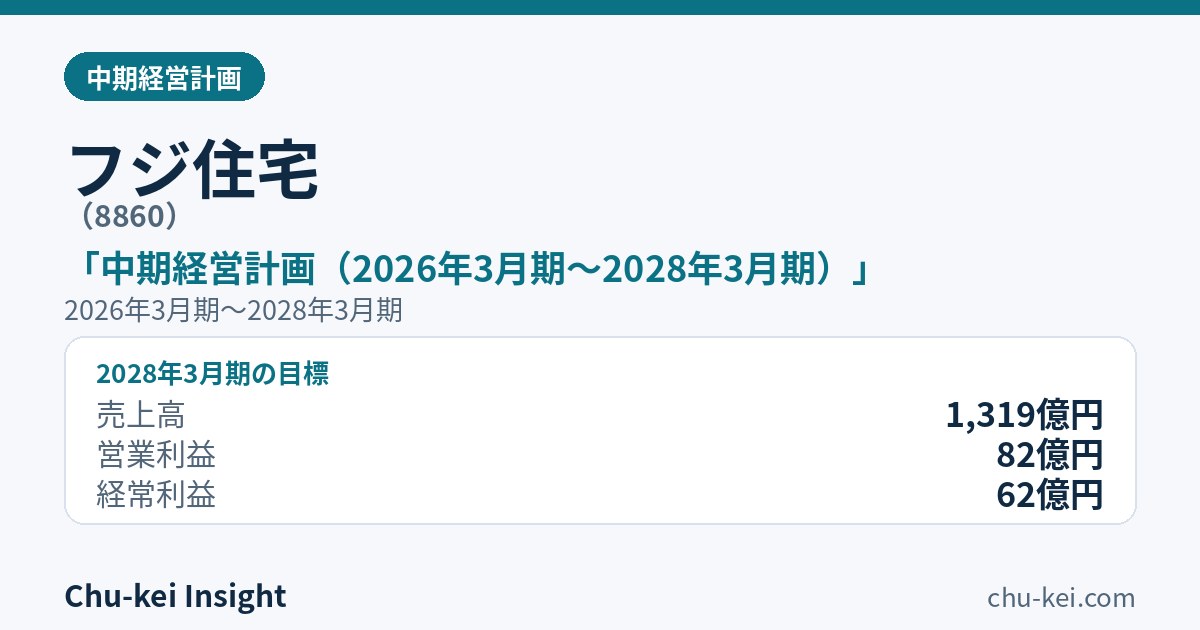 中期経営計画
フジ住宅
（8860）
「中期経営計画（2026年3月期〜2028年3月期）」
2026年3月期〜2028年3月期
2028年3月期の目標
売上高 1,319億円
営業利益 82億円
経常利益 62億円
Chu-kei Insight chu-kei.com